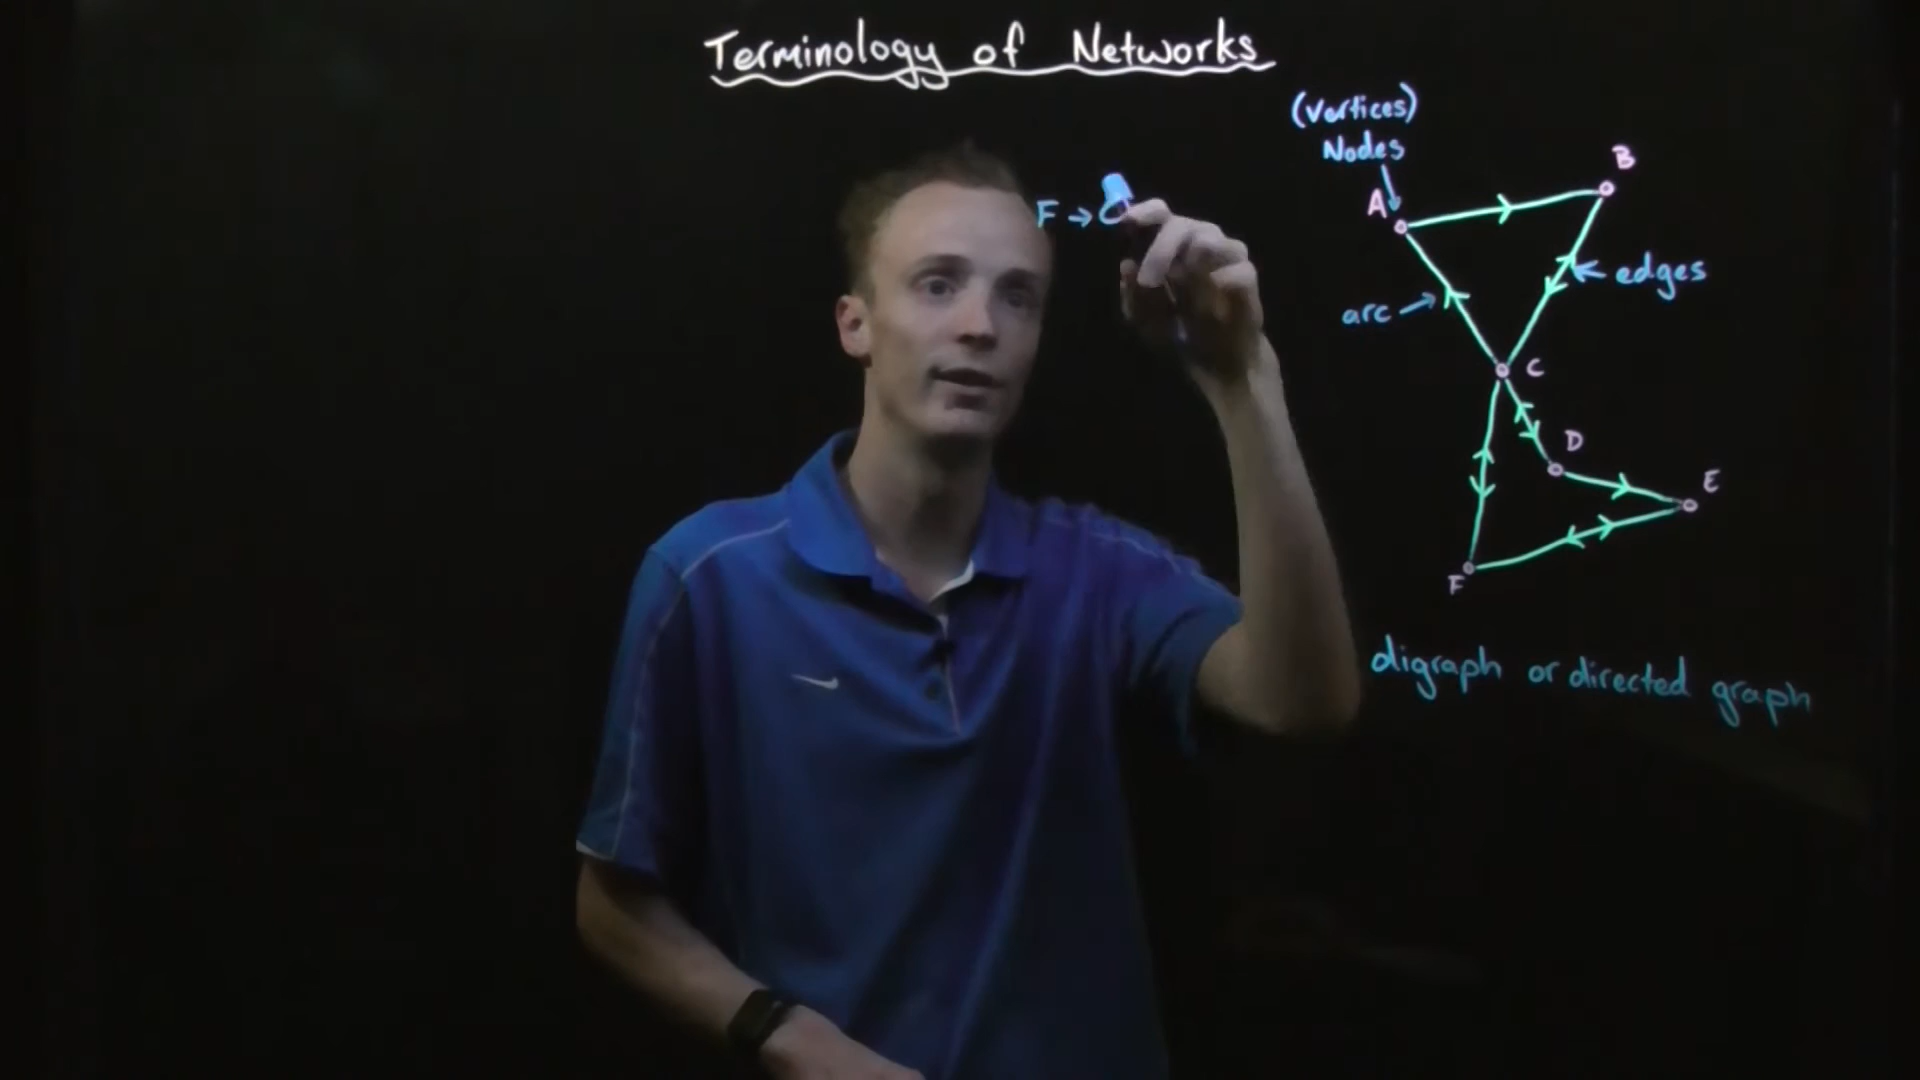 Terminology of Networks
(Vertices)
Nodes
A
B
F →
edges
arc
C
D
E
F
digraph or directed graph